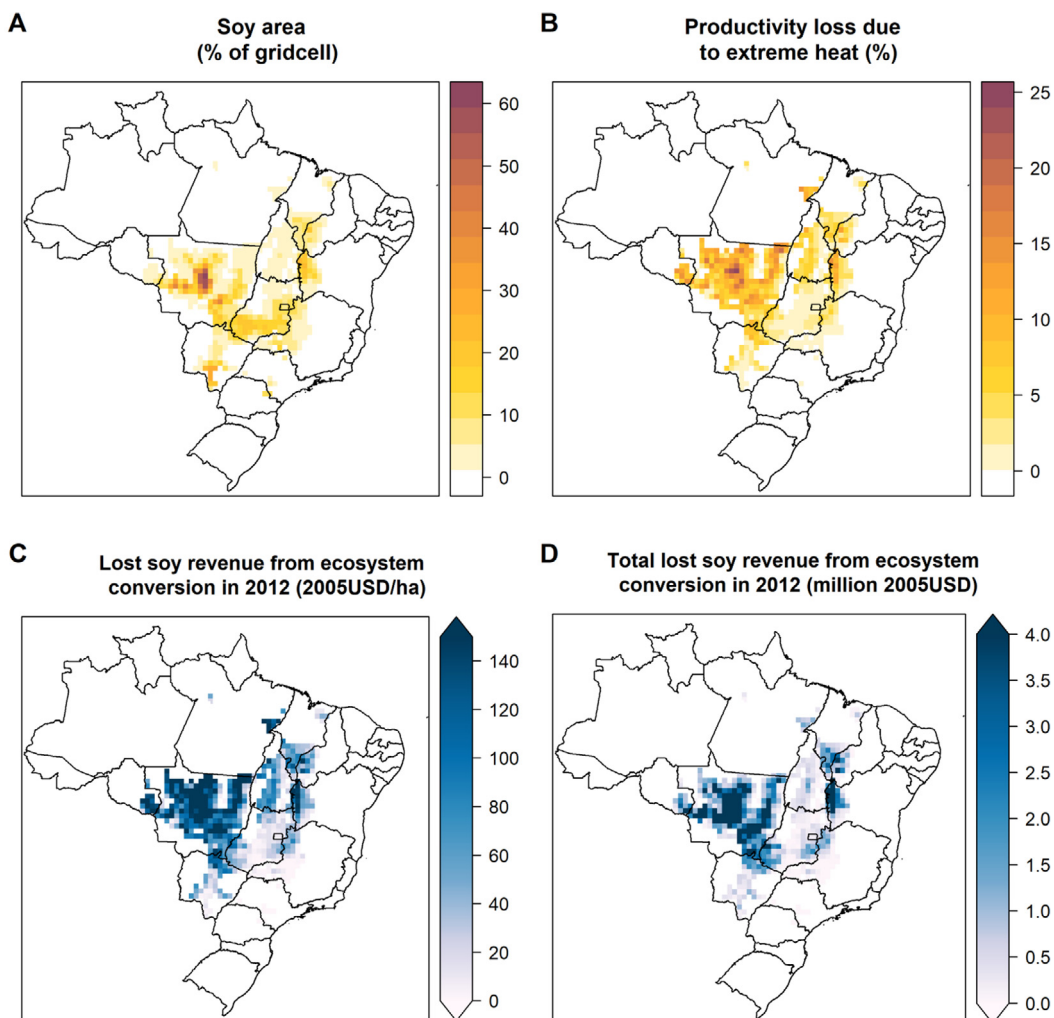 A
Soy area
(% of gridcell)
60
50
40
30
20
10
0
B
Productivity loss due
to extreme heat (%)
25
20
15
10
5
0
C
Lost soy revenue from ecosystem
conversion in 2012 (2005USD/ha)
140
120
100
80
60
40
20
0
D
Total lost soy revenue from ecosystem
conversion in 2012 (million 2005USD)
4.0
3.5
3.0
2.5
2.0
1.5
1.0
0.5
0.0